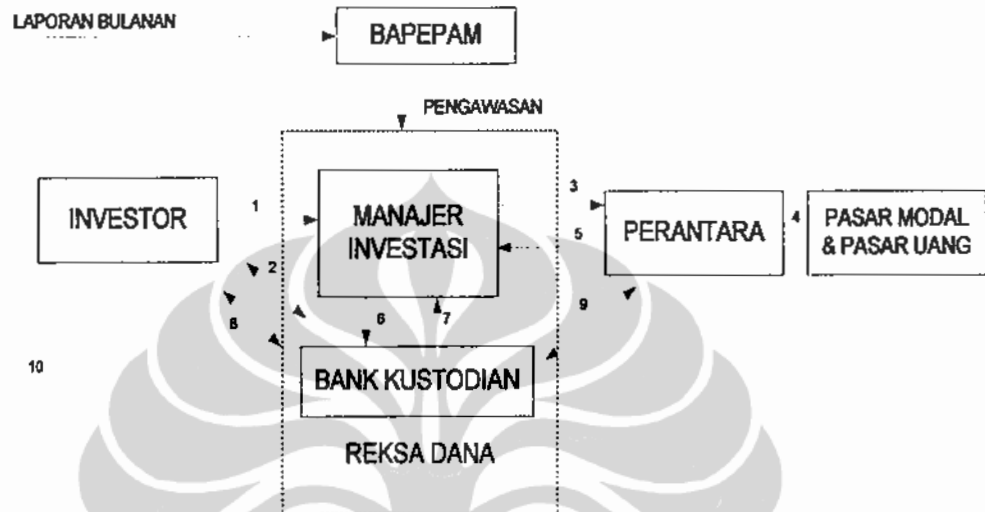 LAPORAN BULANAN
BAPEPAM
PENGAWASAN
INVESTOR
1
2
8
10
MANAJER
INVESTASI
6
7
BANK KUSTODIAN
REKSA DANA
3
5
9
PERANTARA
4
PASAR MODAL
& PASAR UANG